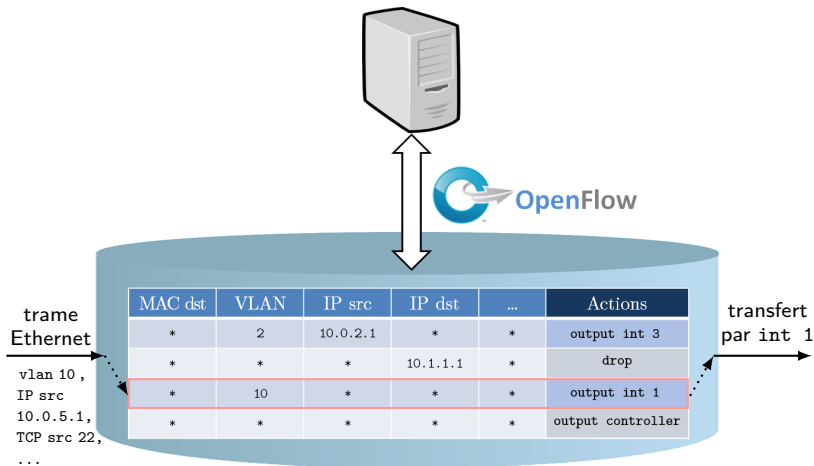 OpenFlow
MAC dst VLAN IP src IP dst ... Actions
* 2 10.0.2.1 * * output int 3
* * * 10.1.1.1 * drop
* 10 * * * output int 1
* * * * * output controller
trame
Ethernet
vlan 10 ,
IP src
10.0.5.1,
TCP src 22,
...
transfert
par int 1